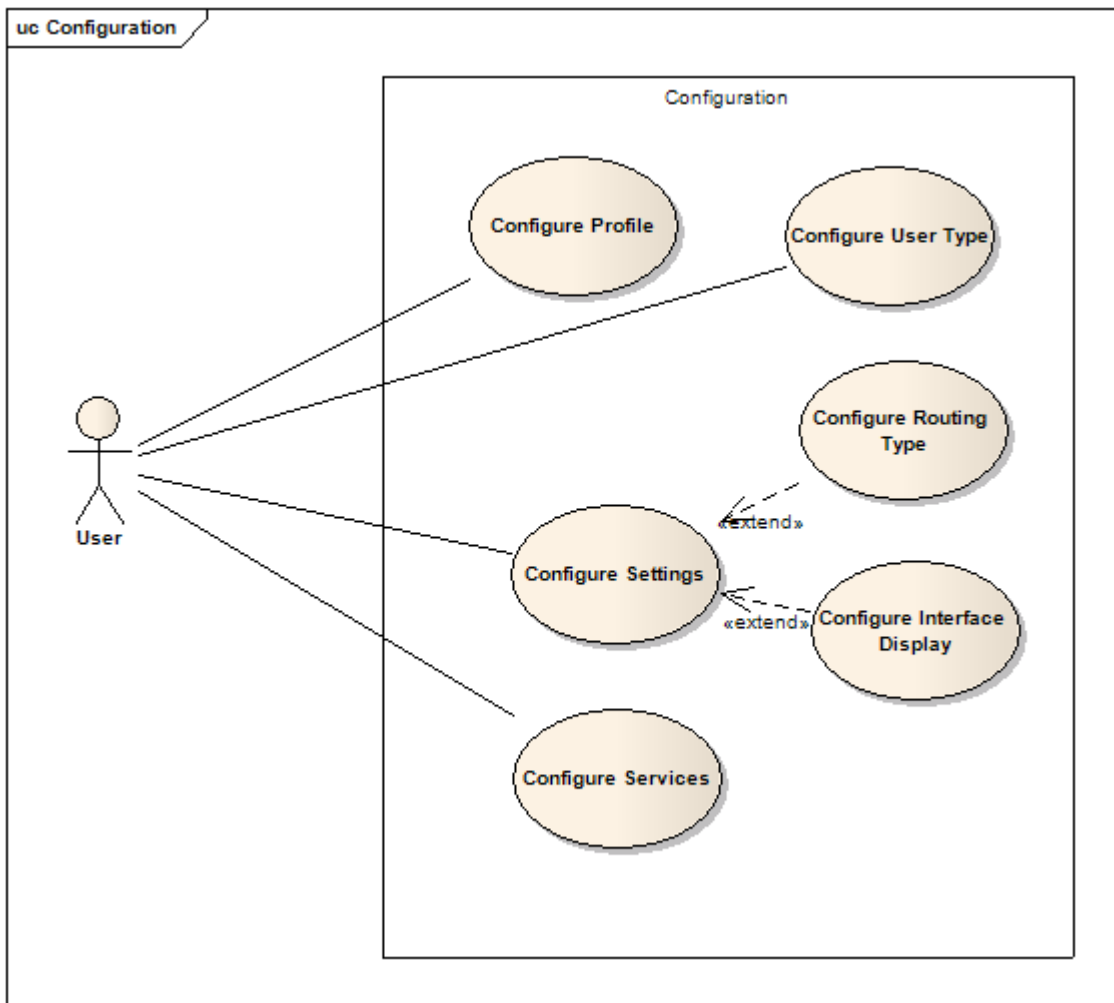 uc Configuration
Configuration
Configure Profile
Configure User Type
Configure Routing
Type
«extend»
User
Configure Settings
«extend»
Configure Interface
Display
Configure Services